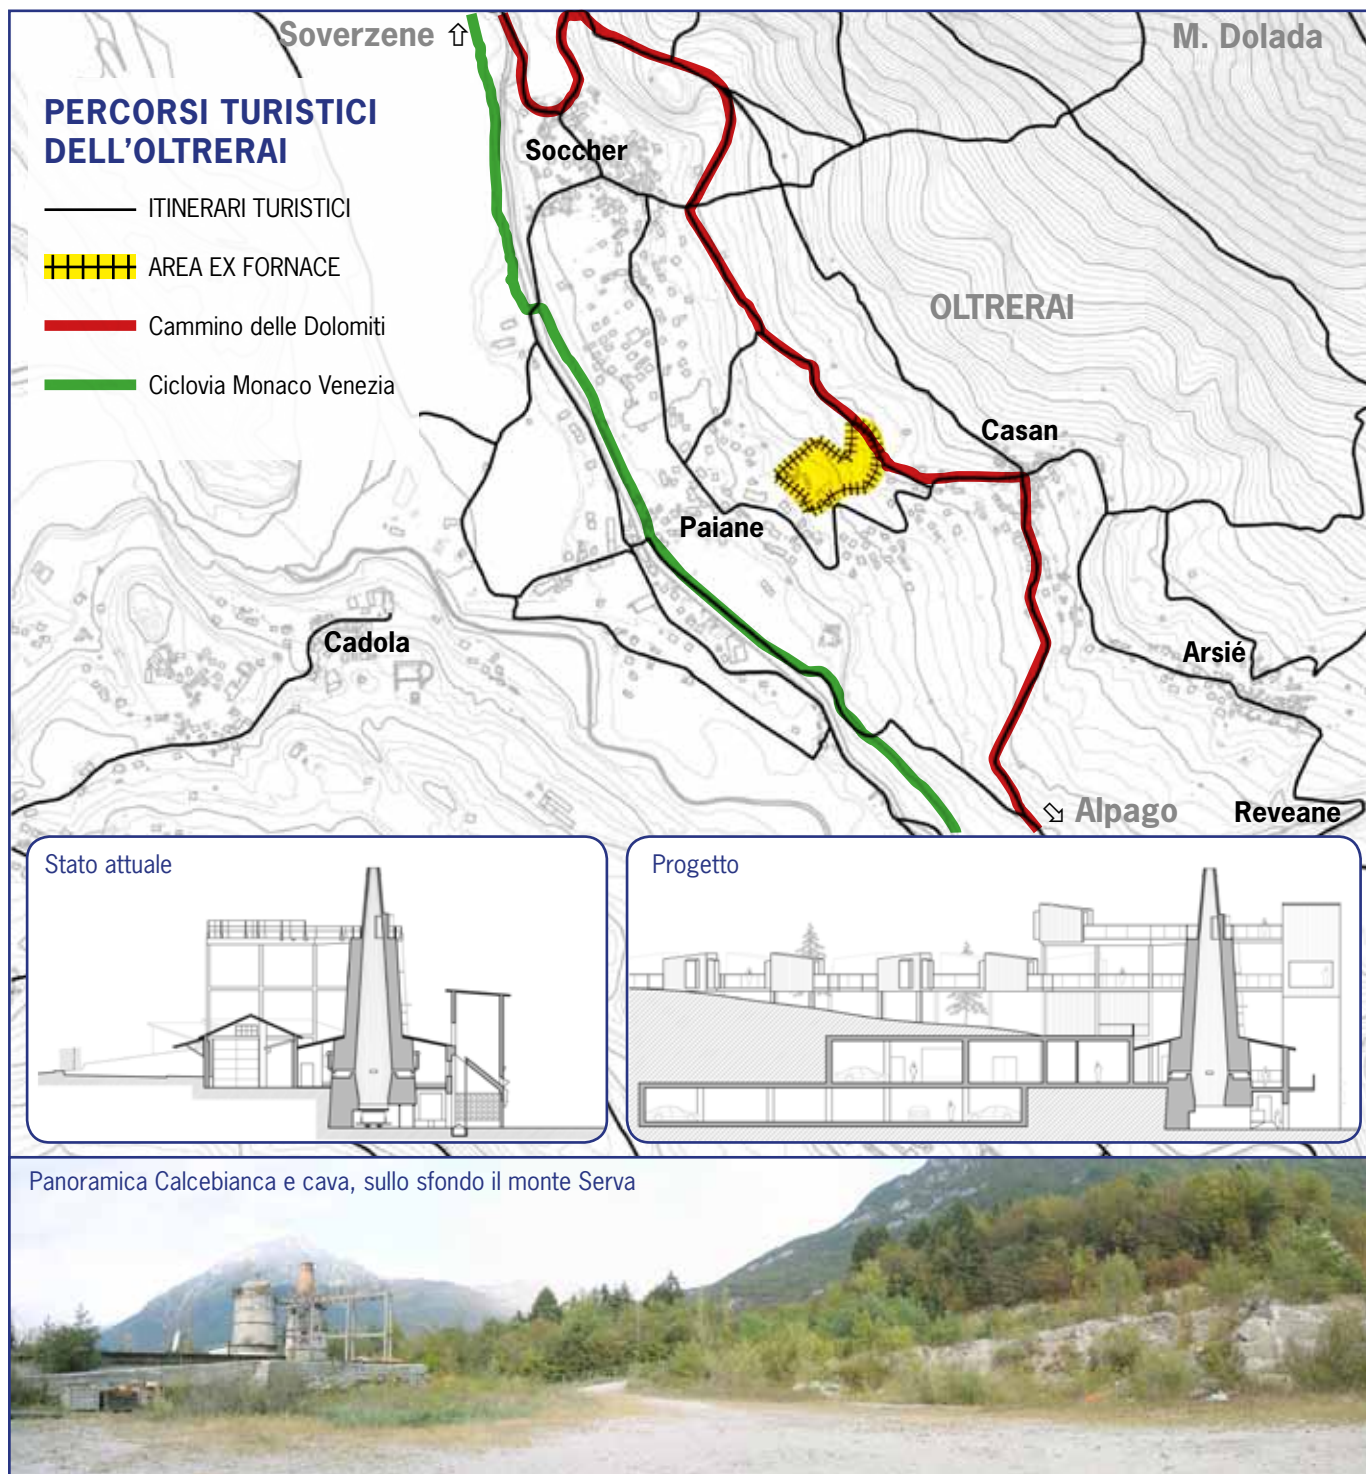 Soverzene
M. Dolada
PERCORSI TURISTICI
DELL'OLTRERAI
ITINERARI TURISTICI
AREA EX FORNACE
Cammino delle Dolomiti
Ciclovia Monaco Venezia
Soccher
OLTRERAI
Casan
Paiane
Cadola
Arsié
Alpago
Reveane
Stato attuale
Progetto
Panoramica Calcebianca e cava, sullo sfondo il monte Serva